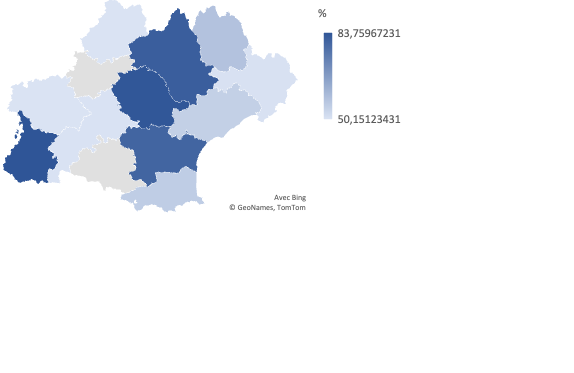 %
83,75967231
50,15123431
Avec Bing
© GeoNames, TomTom